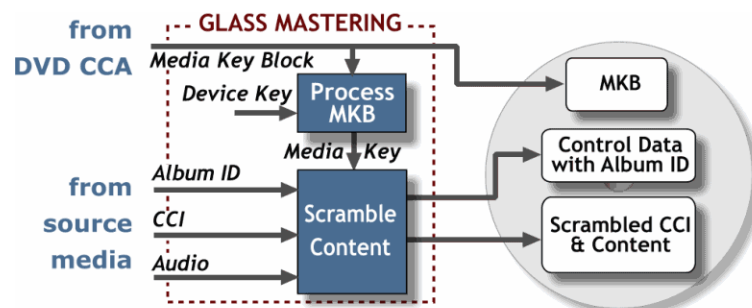 GLASS MASTERING
from
DVD CCA
Media Key Block
Device Key
Process
MKB
Media Key
from
source
media
Album ID
CCI
Audio
Scramble
Content
MKB
Control Data
with Album ID
Scrambled CCI
& Content